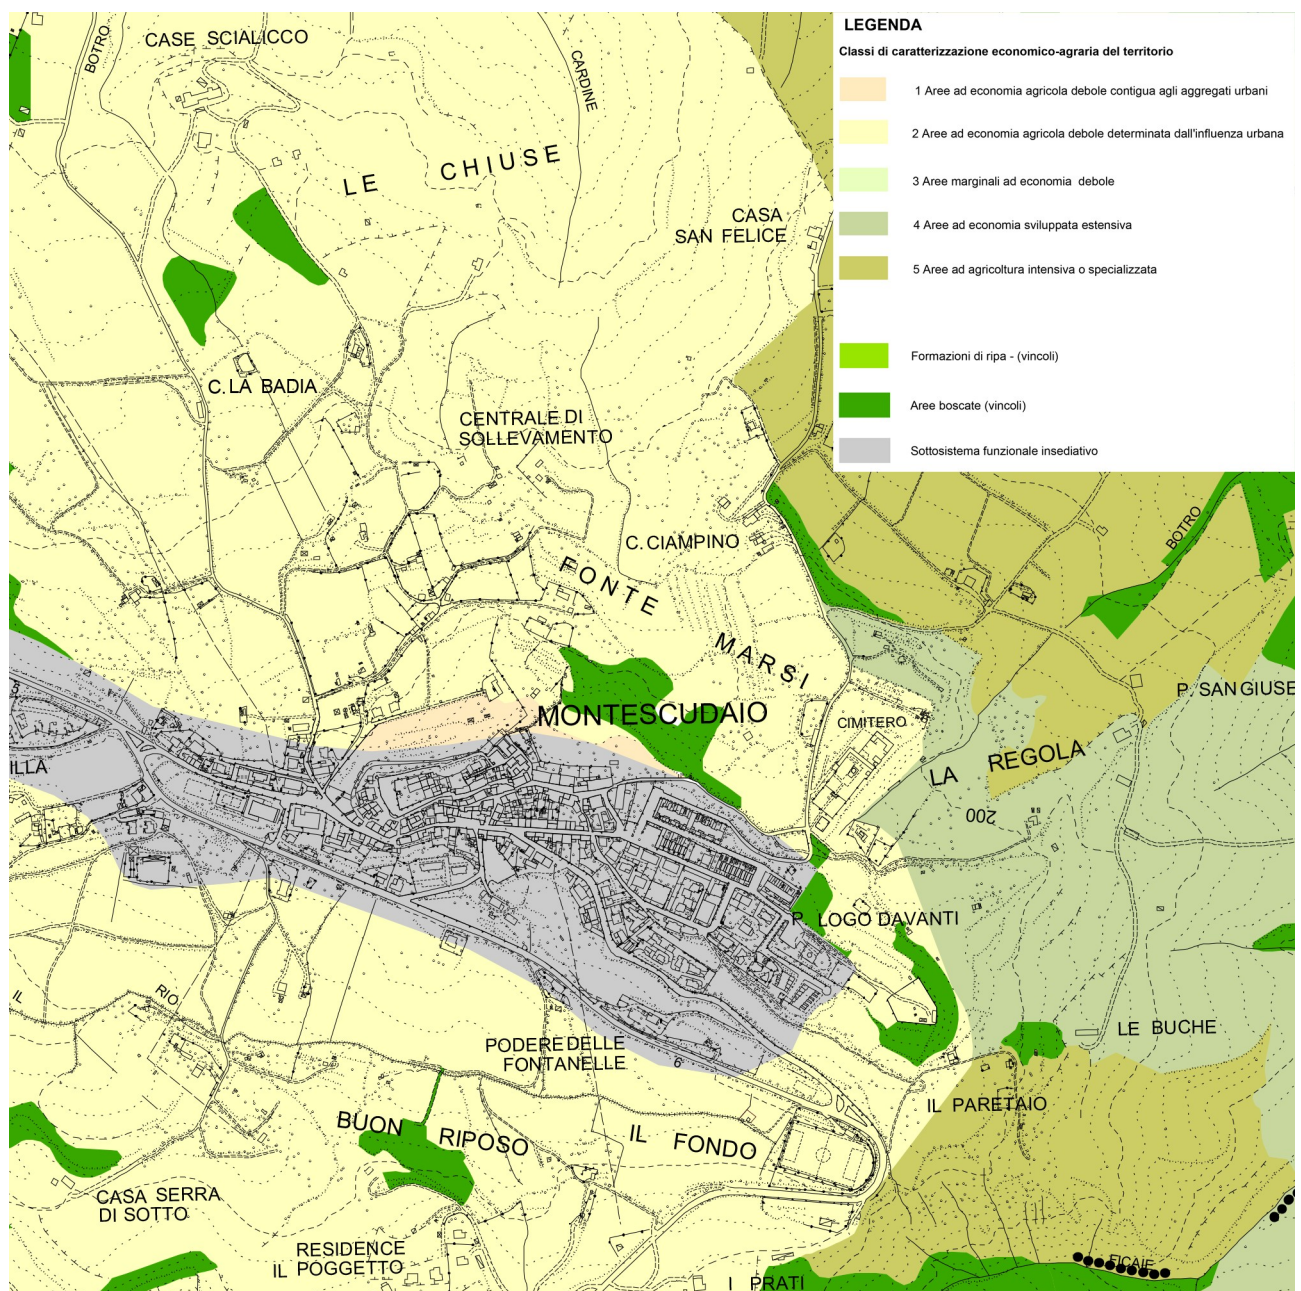 LEGENDA
Classi di caratterizzazione economico-agraria del territorio
1 Aree ad economia agricola debole contigua agli aggregati urbani
2 Aree ad economia agricola debole determinata dall'influenza urbana
3 Aree marginali ad economia debole
4 Aree ad economia sviluppata estensiva
5 Aree ad agricoltura intensiva o specializzata
Formazioni di ripa - (vincoli)
Aree boscate (vincoli)
Sottosistema funzionale insediativo
BOTRO
CASE SCIALICCO
CARDINE
LE CHIUSE
CASA
SAN FELICE
C. LA BADIA
CENTRALE DI
SOLLEVAMENTO
C. CIAMPINO
BOTRO
FONTE
MARSI
P. SAN GIUSE
MONTESCUDAIO
CIMITERO
ILLA
LA REGOLA
200
P. LOGO DAVANTI
IL RIO
LE BUCHE
PODERE DELLE
FONTANELLE
6
IL PARETAIO
BUON RIPOSO
IL FONDO
CASA SERRA
DI SOTTO
RESIDENCE
IL POGGETTO
FICAIE
I PRATI